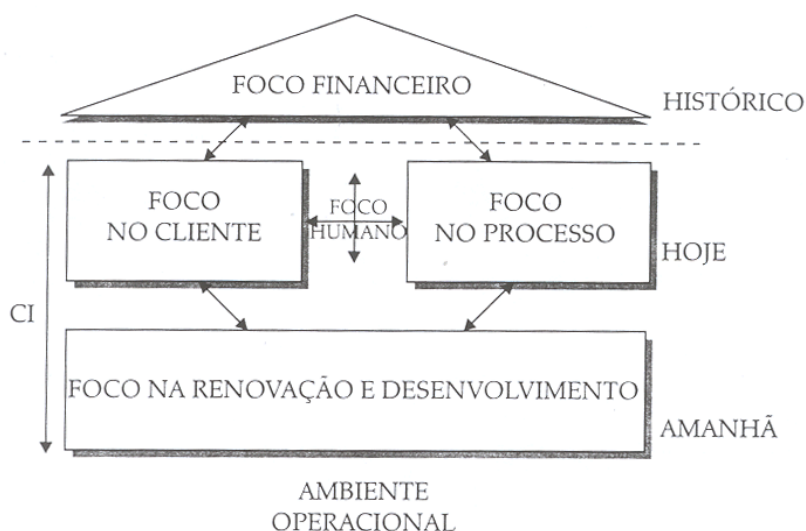 FOCO FINANCEIRO
HISTÓRICO
FOCO
NO CLIENTE
FOCO
HUMANO
FOCO
NO PROCESSO
HOJE
CI
FOCO NA RENOVAÇÃO E DESENVOLVIMENTO
AMANHÃ
AMBIENTE
OPERACIONAL